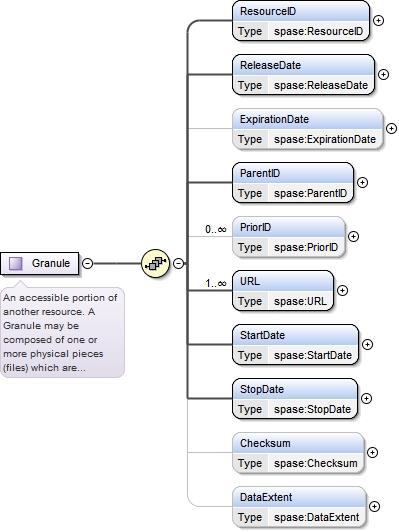 ResourceID
Type spase:ResourceID
ReleaseDate
Type spase:ReleaseDate
ExpirationDate
Type spase:ExpirationDate
ParentID
Type spase:ParentID
0..∞
PriorID
Type spase:PriorID
Granule
1..∞
URL
Type spase:URL
An accessible portion of
another resource. A
Granule may be
composed of one or
more physical pieces
(files) which are...
StartDate
Type spase:StartDate
StopDate
Type spase:StopDate
Checksum
Type spase:Checksum
DataExtent
Type spase:DataExtent